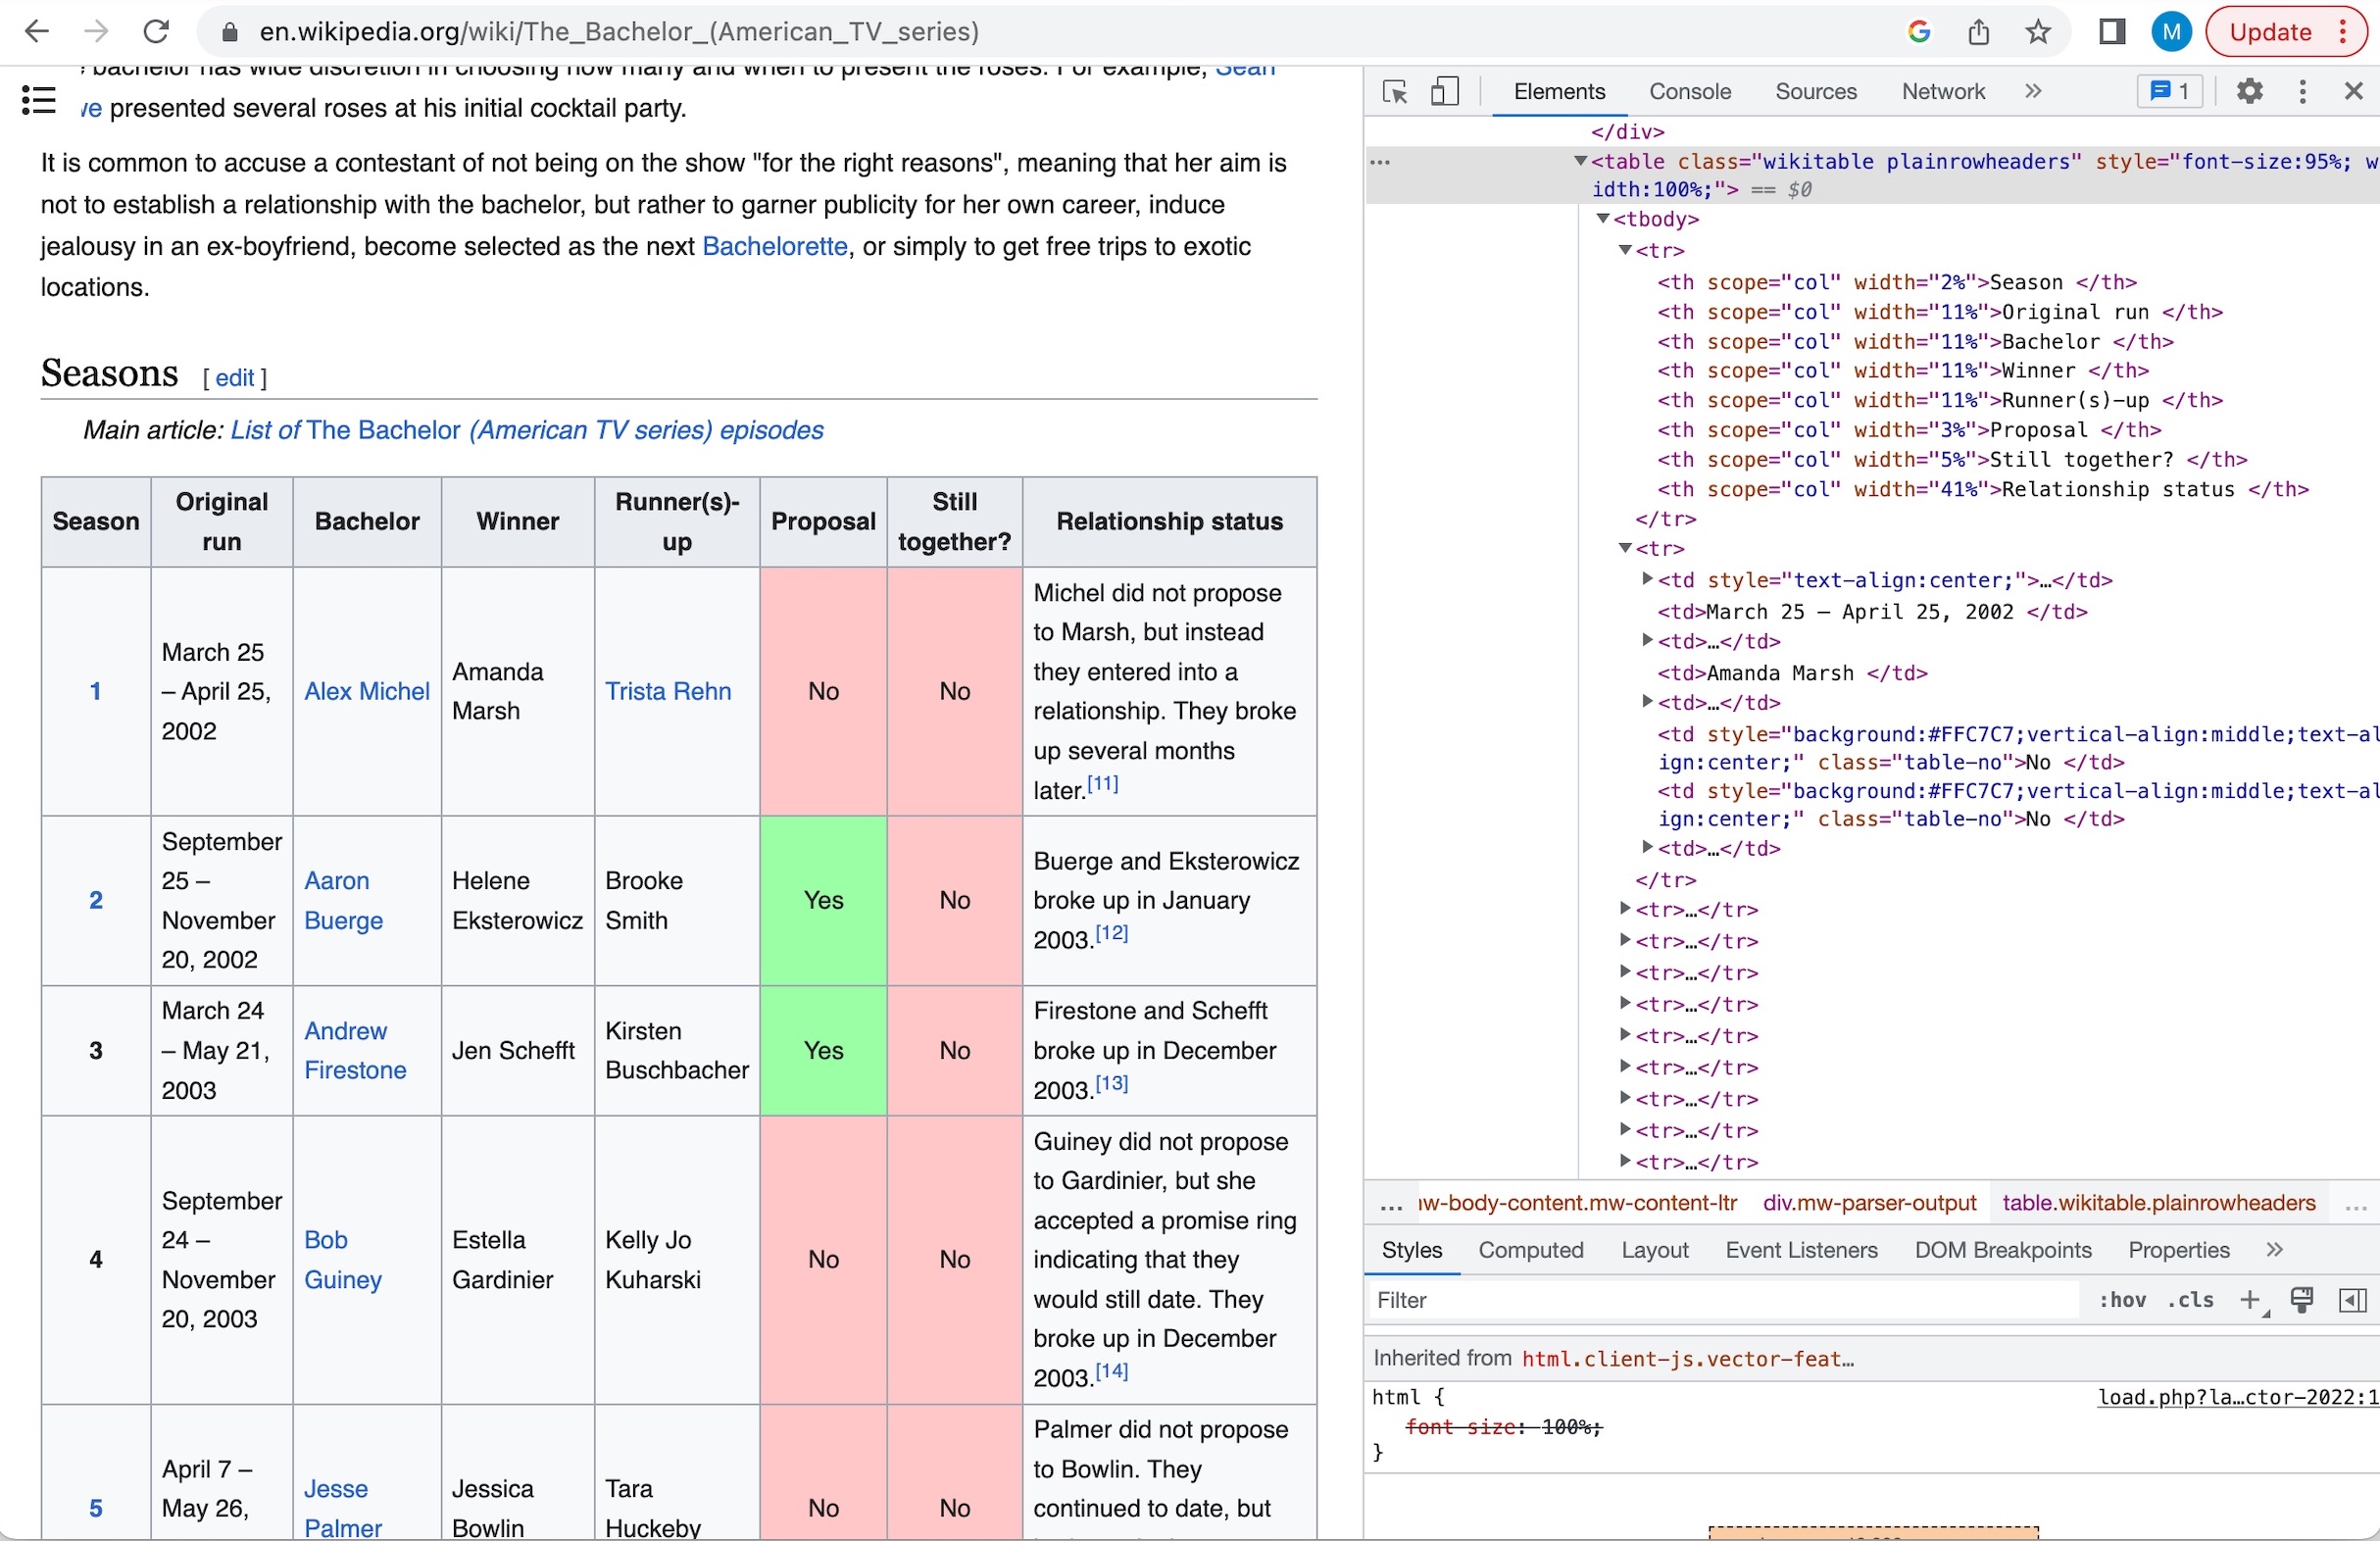 en.wikipedia.org/wiki/The_Bachelor_(American_TV_series)
M
Update
bachelor has wide discretion in choosing how many and when to present the roses. For example, Sean
ve presented several roses at his initial cocktail party.
It is common to accuse a contestant of not being on the show "for the right reasons", meaning that her aim is
not to establish a relationship with the bachelor, but rather to garner publicity for her own career, induce
jealousy in an ex-boyfriend, become selected as the next Bachelorette, or simply to get free trips to exotic
locations.
Seasons [ edit ]
Main article: List of The Bachelor (American TV series) episodes
Season
Original
run
Bachelor
Winner
Runner(s)-
up
Proposal
Still
together?
Relationship status
1
March 25
– April 25,
2002
Alex Michel
Amanda
Marsh
Trista Rehn
No
No
Michel did not propose
to Marsh, but instead
they entered into a
relationship. They broke
up several months
later.[11]
2
September
25 –
November
20, 2002
Aaron
Buerge
Helene
Eksterowicz
Brooke
Smith
Yes
No
Buerge and Eksterowicz
broke up in January
2003.[12]
3
March 24
– May 21,
2003
Andrew
Firestone
Jen Schefft
Kirsten
Buschbacher
Yes
No
Firestone and Schefft
broke up in December
2003.[13]
4
September
24 –
November
20, 2003
Bob
Guiney
Estella
Gardinier
Kelly Jo
Kuharski
No
No
Guiney did not propose
to Gardinier, but she
accepted a promise ring
indicating that they
would still date. They
broke up in December
2003.[14]
5
April 7 –
May 26,
Jesse
Palmer
Jessica
Bowlin
Tara
Huckeby
No
No
Palmer did not propose
to Bowlin. They
continued to date, but
Elements Console Sources Network » 1
</div>
… <table class="wikitable plainrowheaders" style="font-size:95%; w
idth:100%;"> == $0
<tbody>
<tr>
<th scope="col" width="2%">Season </th>
<th scope="col" width="11%">Original run </th>
<th scope="col" width="11%">Bachelor </th>
<th scope="col" width="11%">Winner </th>
<th scope="col" width="11%">Runner(s)-up </th>
<th scope="col" width="3%">Proposal </th>
<th scope="col" width="5%">Still together? </th>
<th scope="col" width="41%">Relationship status </th>
</tr>
<tr>
<td style="text-align:center;">…</td>
<td>March 25 – April 25, 2002 </td>
<td>…</td>
<td>Amanda Marsh </td>
<td>…</td>
<td style="background:#FFC7C7;vertical-align:middle;text-al
ign:center;" class="table-no">No </td>
<td style="background:#FFC7C7;vertical-align:middle;text-al
ign:center;" class="table-no">No </td>
<td>…</td>
</tr>
<tr>…</tr>
<tr>…</tr>
<tr>…</tr>
<tr>…</tr>
<tr>…</tr>
<tr>…</tr>
<tr>…</tr>
<tr>…</tr>
<tr>…</tr>
… w-body-content.mw-content-ltr div.mw-parser-output table.wikitable.plainrowheaders …
Styles Computed Layout Event Listeners DOM Breakpoints Properties »
Filter :hov .cls +
Inherited from html.client-js.vector-feat…
html { load.php?la…ctor-2022:1
font-size: 100%;
}